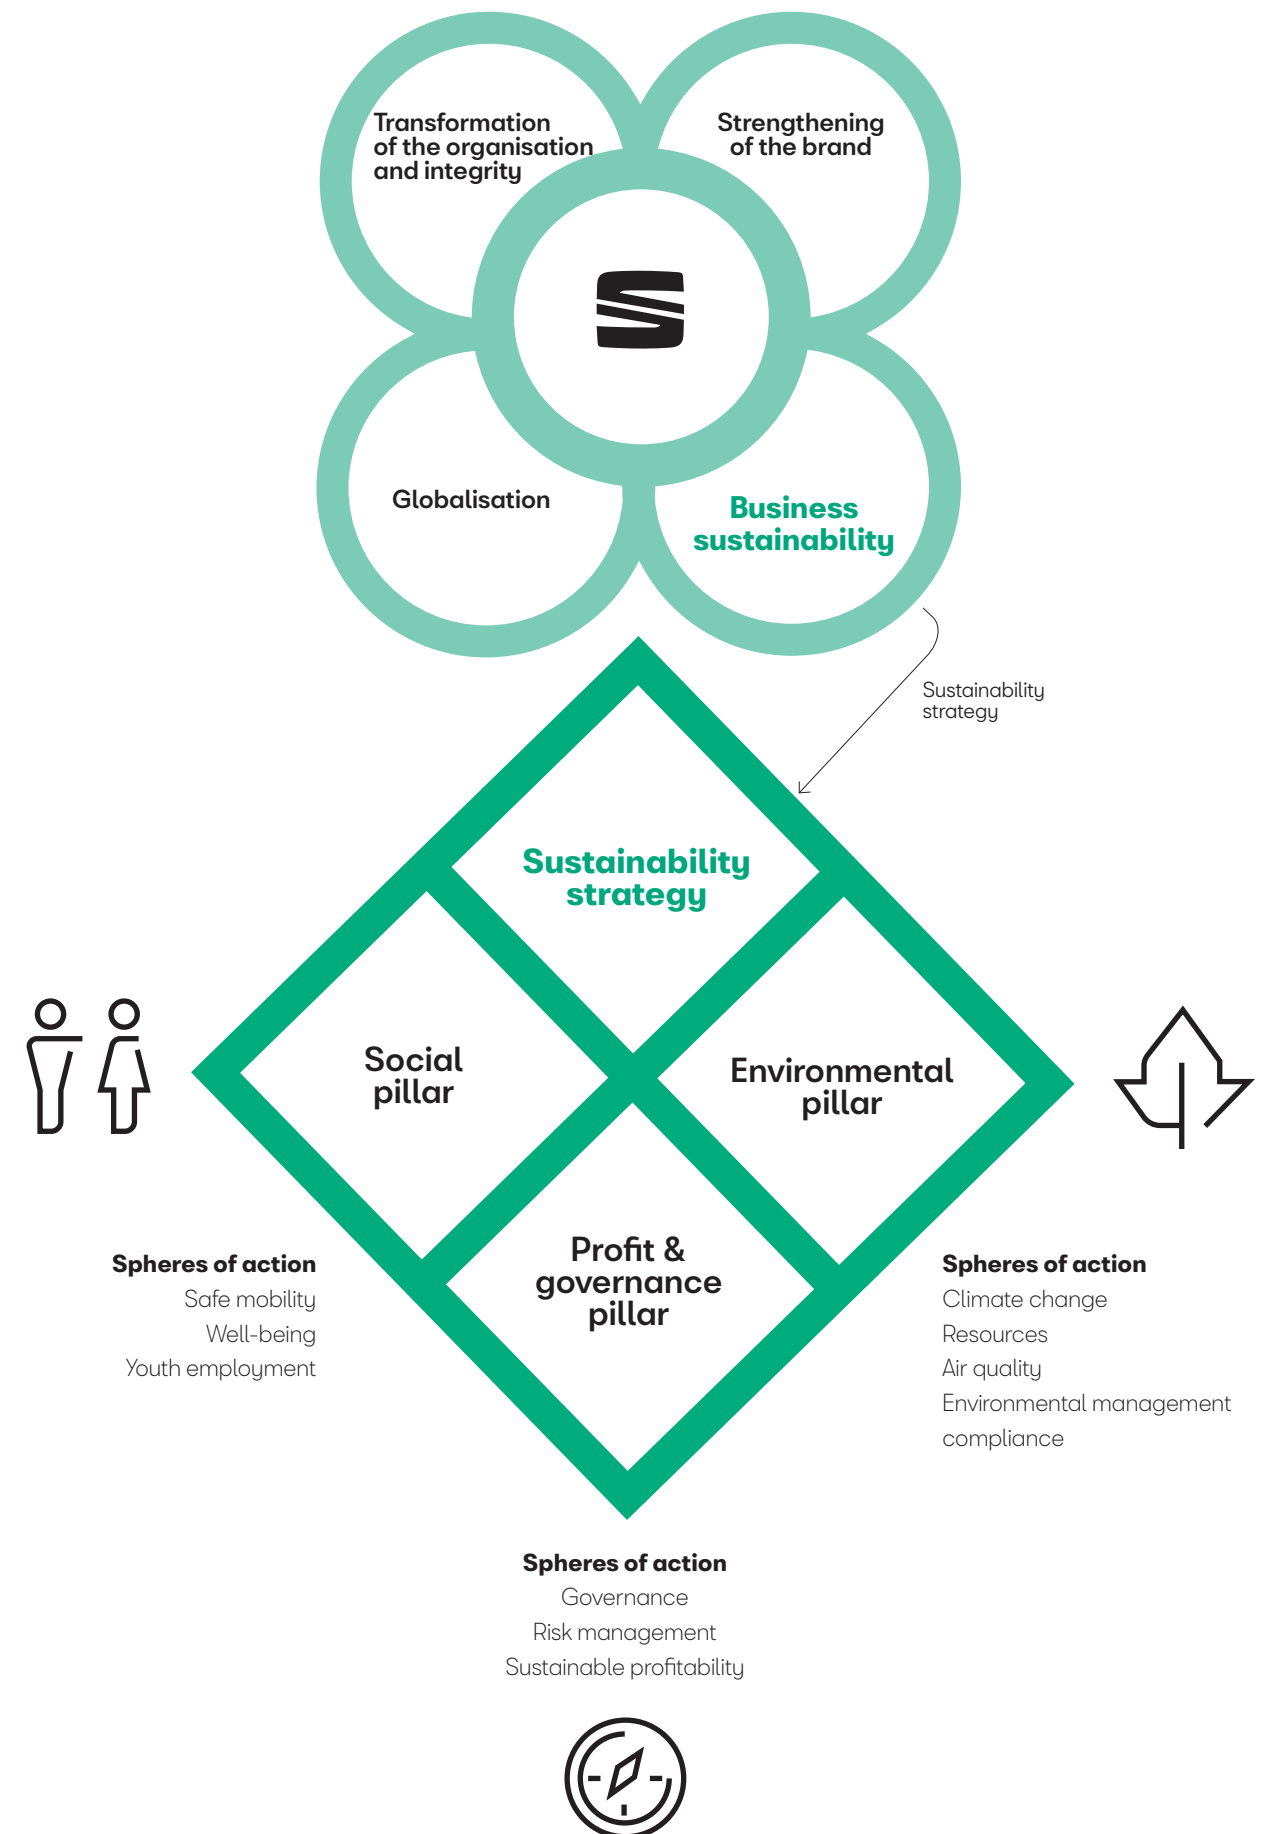 Transformation
of the organisation
and integrity
Strengthening
of the brand
Globalisation
Business
sustainability
Sustainability
strategy
Sustainability
strategy
Social
pillar
Environmental
pillar
Profit &
governance
pillar
Spheres of action
Safe mobility
Well-being
Youth employment
Spheres of action
Climate change
Resources
Air quality
Environmental management
compliance
Spheres of action
Governance
Risk management
Sustainable profitability